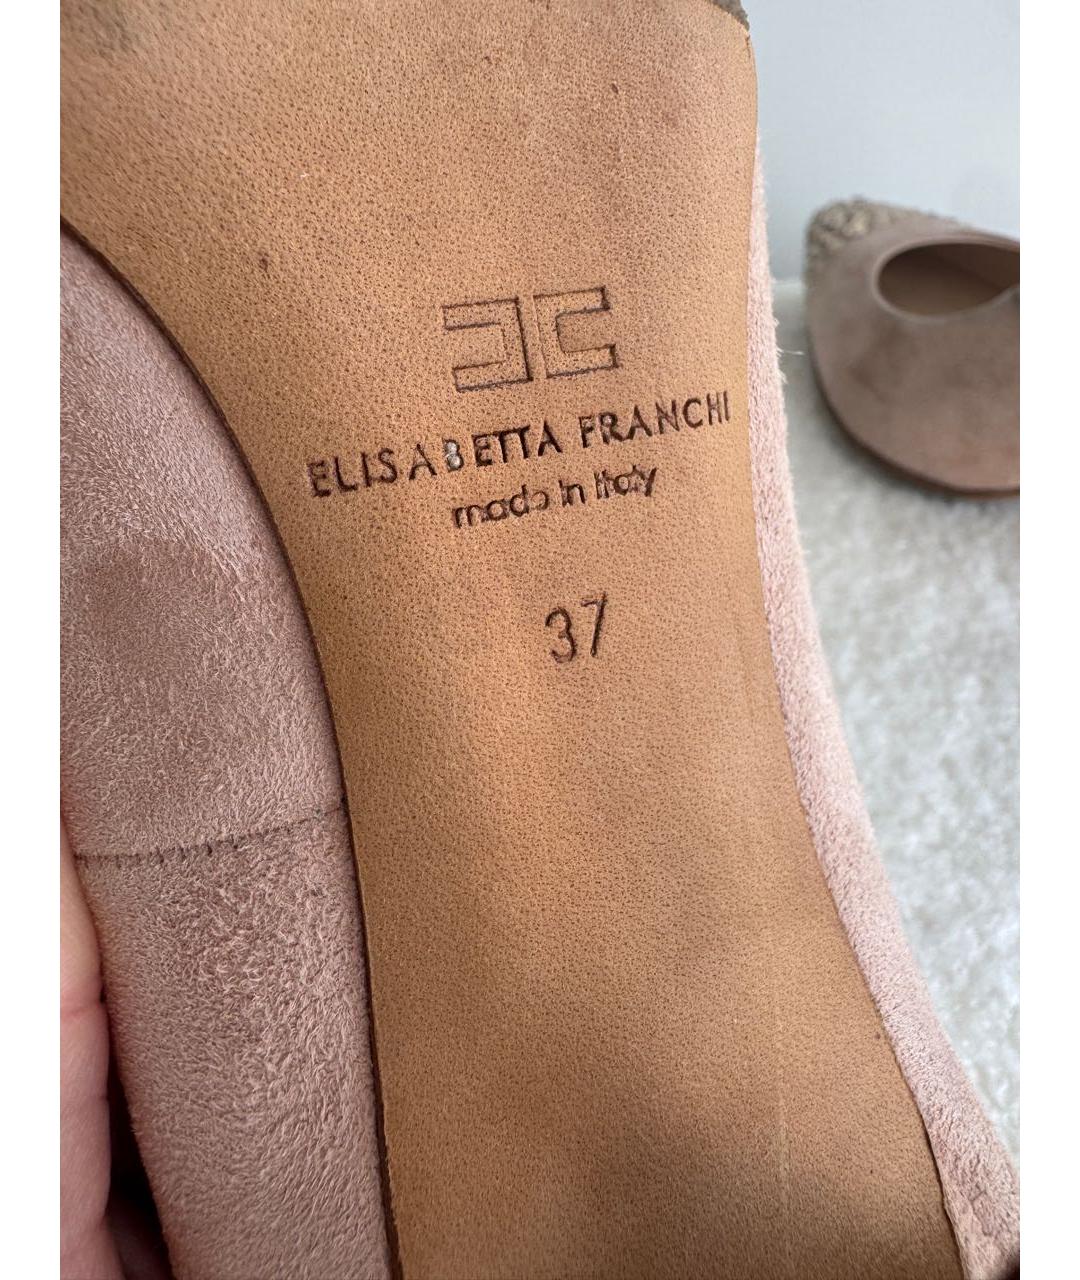 ELISABETTA FRANCHI
made in Italy
37